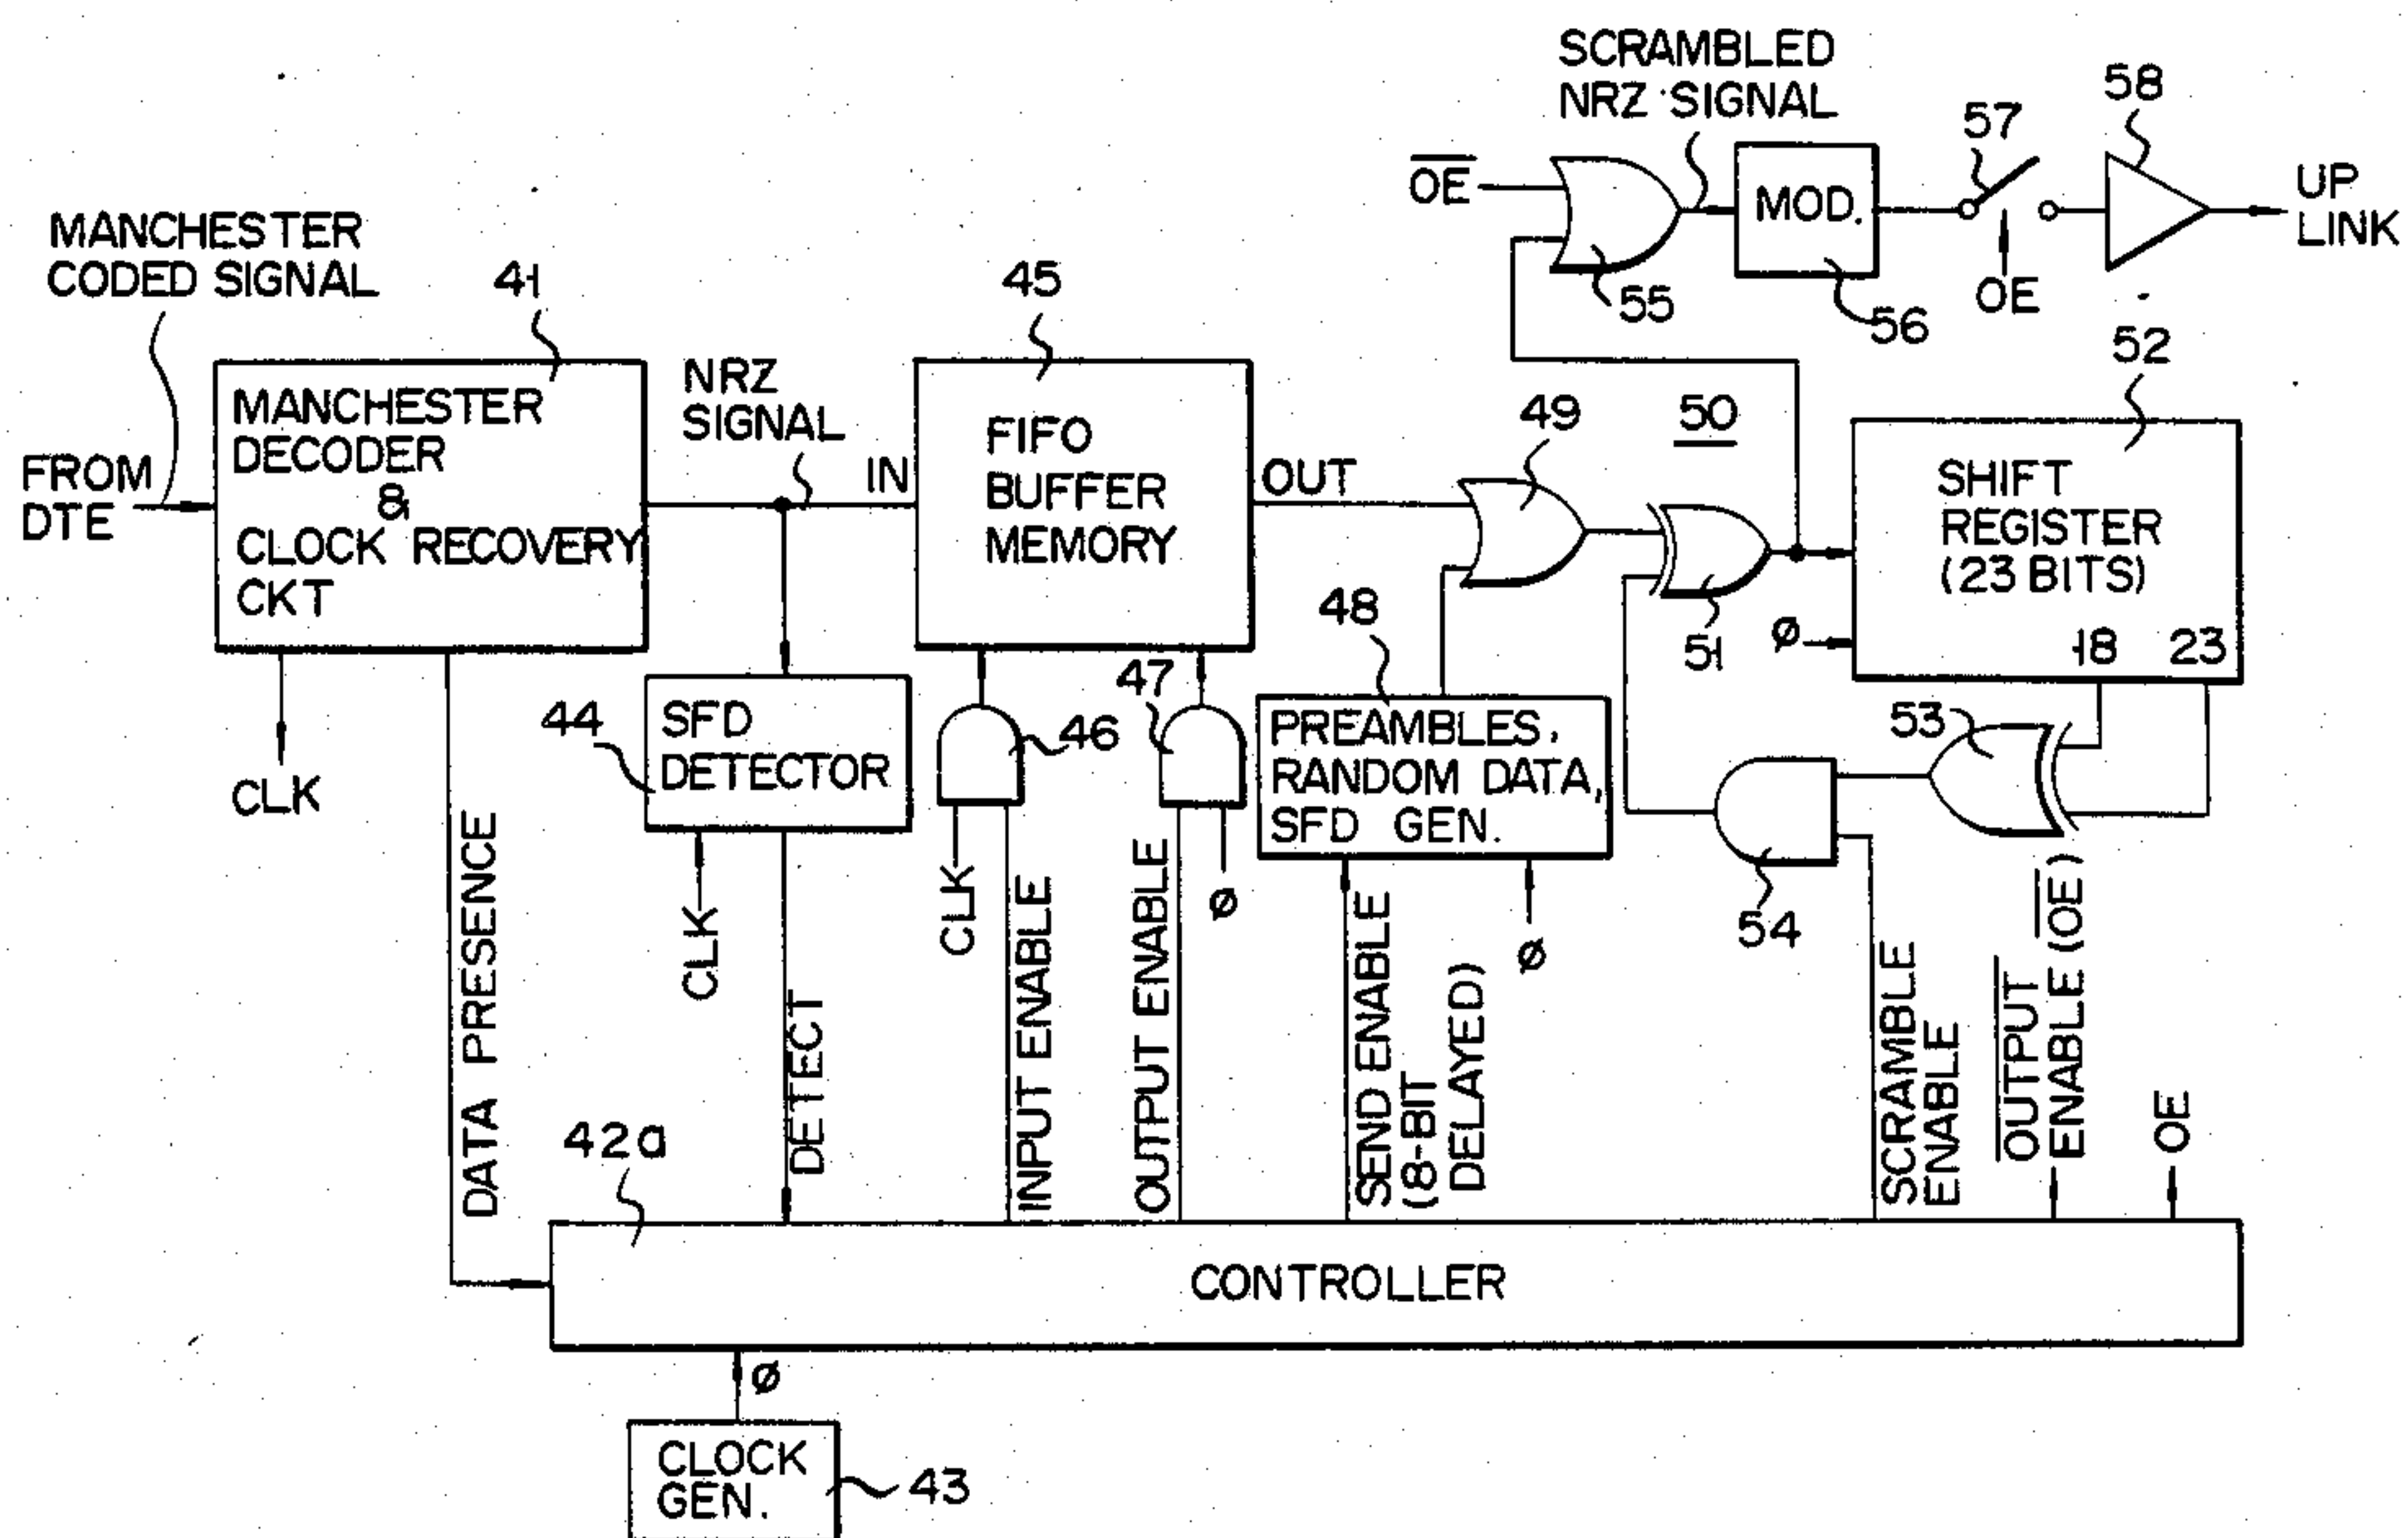 SCRAMBLED
NRZ SIGNAL
58
57
OE
MOD.
UP
LINK
OE
55
56
MANCHESTER
CODED SIGNAL
41
45
52
NRZ
SIGNAL
MANCHESTER
DECODER
&
CLOCK RECOVERY
CKT
FROM
DTE
IN
FIFO
BUFFER
MEMORY
OUT
49
50
SHIFT
REGISTER
(23 BITS)
18 23
51
Ø
48
47
46
44
SFD
DETECTOR
PREAMBLES,
RANDOM DATA,
SFD GEN.
53
54
CLK
CLK
CLK
Ø
Ø
DATA PRESENCE
DETECT
INPUT ENABLE
OUTPUT ENABLE
SEND ENABLE
(8-BIT
DELAYED)
SCRAMBLE
ENABLE
OUTPUT
ENABLE (OE)
OE
42a
CONTROLLER
Ø
CLOCK
GEN.
43